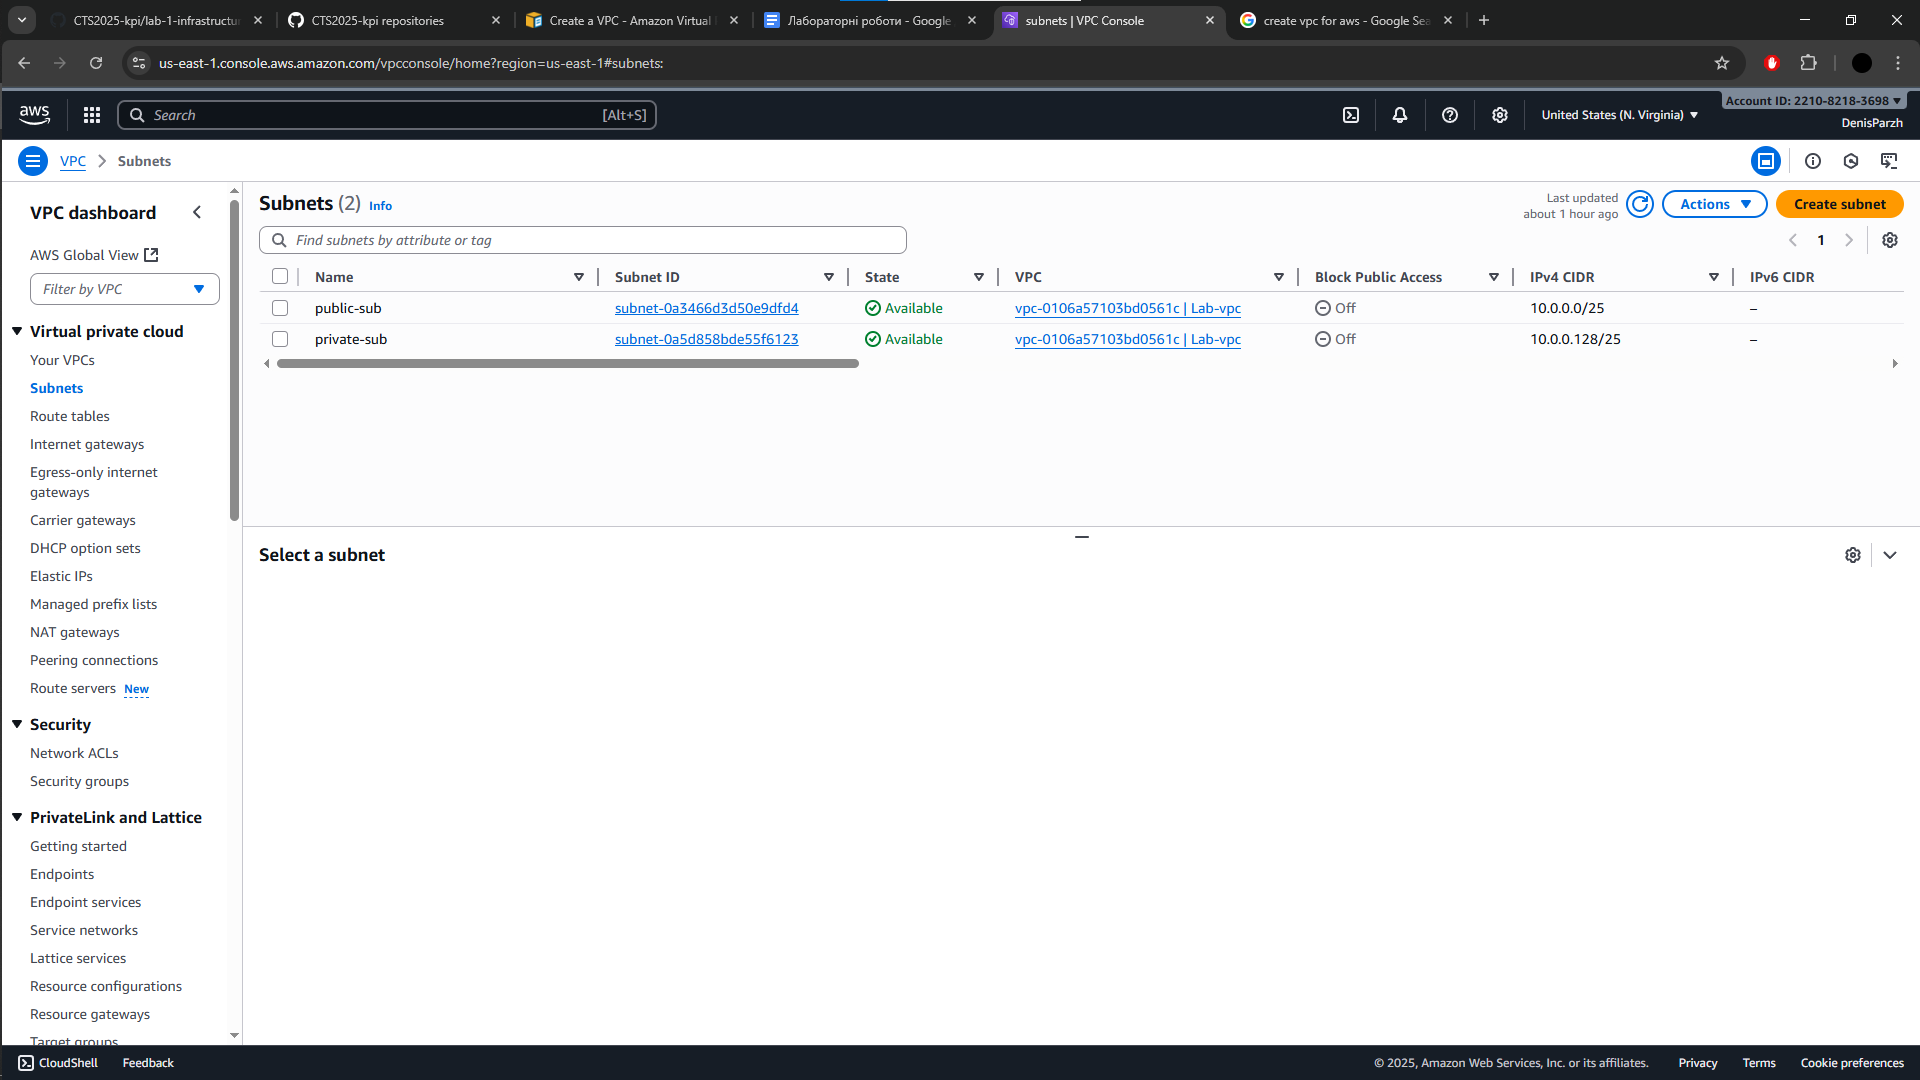 CTS2025-kpi/lab-1-infrastructur
CTS2025-kpi repositories
Create a VPC - Amazon Virtual
Лабораторні роботи - Google
subnets | VPC Console
create vpc for aws - Google Sea
us-east-1.console.aws.amazon.com/vpcconsole/home?region=us-east-1#subnets:
aws
Search
[Alt+S]
United States (N. Virginia)
Account ID: 2210-8218-3698
DenisParzh
VPC
Subnets
VPC dashboard
AWS Global View
Filter by VPC
Virtual private cloud
Your VPCs
Subnets
Route tables
Internet gateways
Egress-only internet
gateways
Carrier gateways
DHCP option sets
Elastic IPs
Managed prefix lists
NAT gateways
Peering connections
Route servers New
Security
Network ACLs
Security groups
PrivateLink and Lattice
Getting started
Endpoints
Endpoint services
Service networks
Lattice services
Resource configurations
Resource gateways
Target groups
Subnets (2) Info
Last updated
about 1 hour ago
Actions
Create subnet
Find subnets by attribute or tag
1
Name Subnet ID State VPC Block Public Access IPv4 CIDR IPv6 CIDR
public-sub subnet-0a3466d3d50e9dfd4 Available vpc-0106a57103bd0561c | Lab-vpc Off 10.0.0.0/25 –
private-sub subnet-0a5d858bde55f6123 Available vpc-0106a57103bd0561c | Lab-vpc Off 10.0.0.128/25 –
Select a subnet
CloudShell
Feedback
© 2025, Amazon Web Services, Inc. or its affiliates.
Privacy
Terms
Cookie preferences